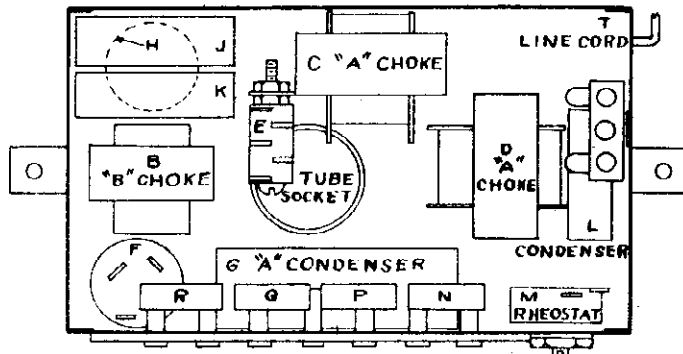 T
LINE CORD
H
J
C "A" CHOKE
K
E
D
"A"
CHOKE
B
"B" CHOKE
TUBE
SOCKET
L
CONDENSER
F
G "A" CONDENSER
R
Q
P
N
M
RHEOSTAT